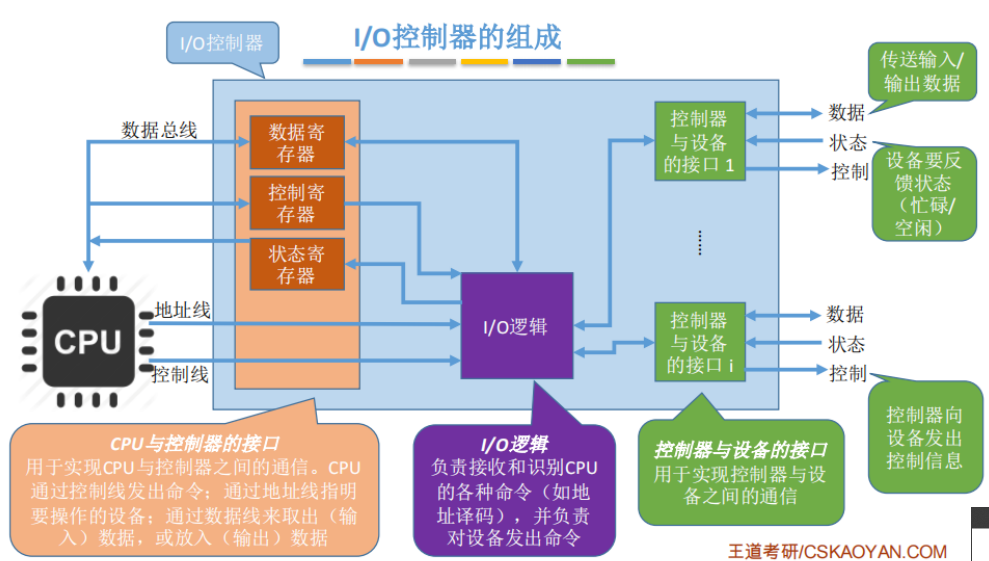 I/O控制器的组成
I/O控制器
传送输入/
输出数据
数据总线
数据寄
存器
控制寄
存器
状态寄
存器
CPU
地址线
控制线
I/O逻辑
控制器
与设备
的接口 1
数据
状态
控制
设备要反
馈状态
（忙碌/
空闲）
控制器
与设备
的接口 i
数据
状态
控制
控制器向
设备发出
控制信息
CPU与控制器的接口
用于实现CPU与控制器之间的通信。CPU
通过控制线发出命令；通过地址线指明
要操作的设备；通过数据线来取出（输
入）数据，或放入（输出）数据
I/O逻辑
负责接收和识别CPU
的各种命令（如地
址译码），并负责
对设备发出命令
控制器与设备的接口
用于实现控制器与设
备之间的通信
王道考研/CSKAOYAN.COM